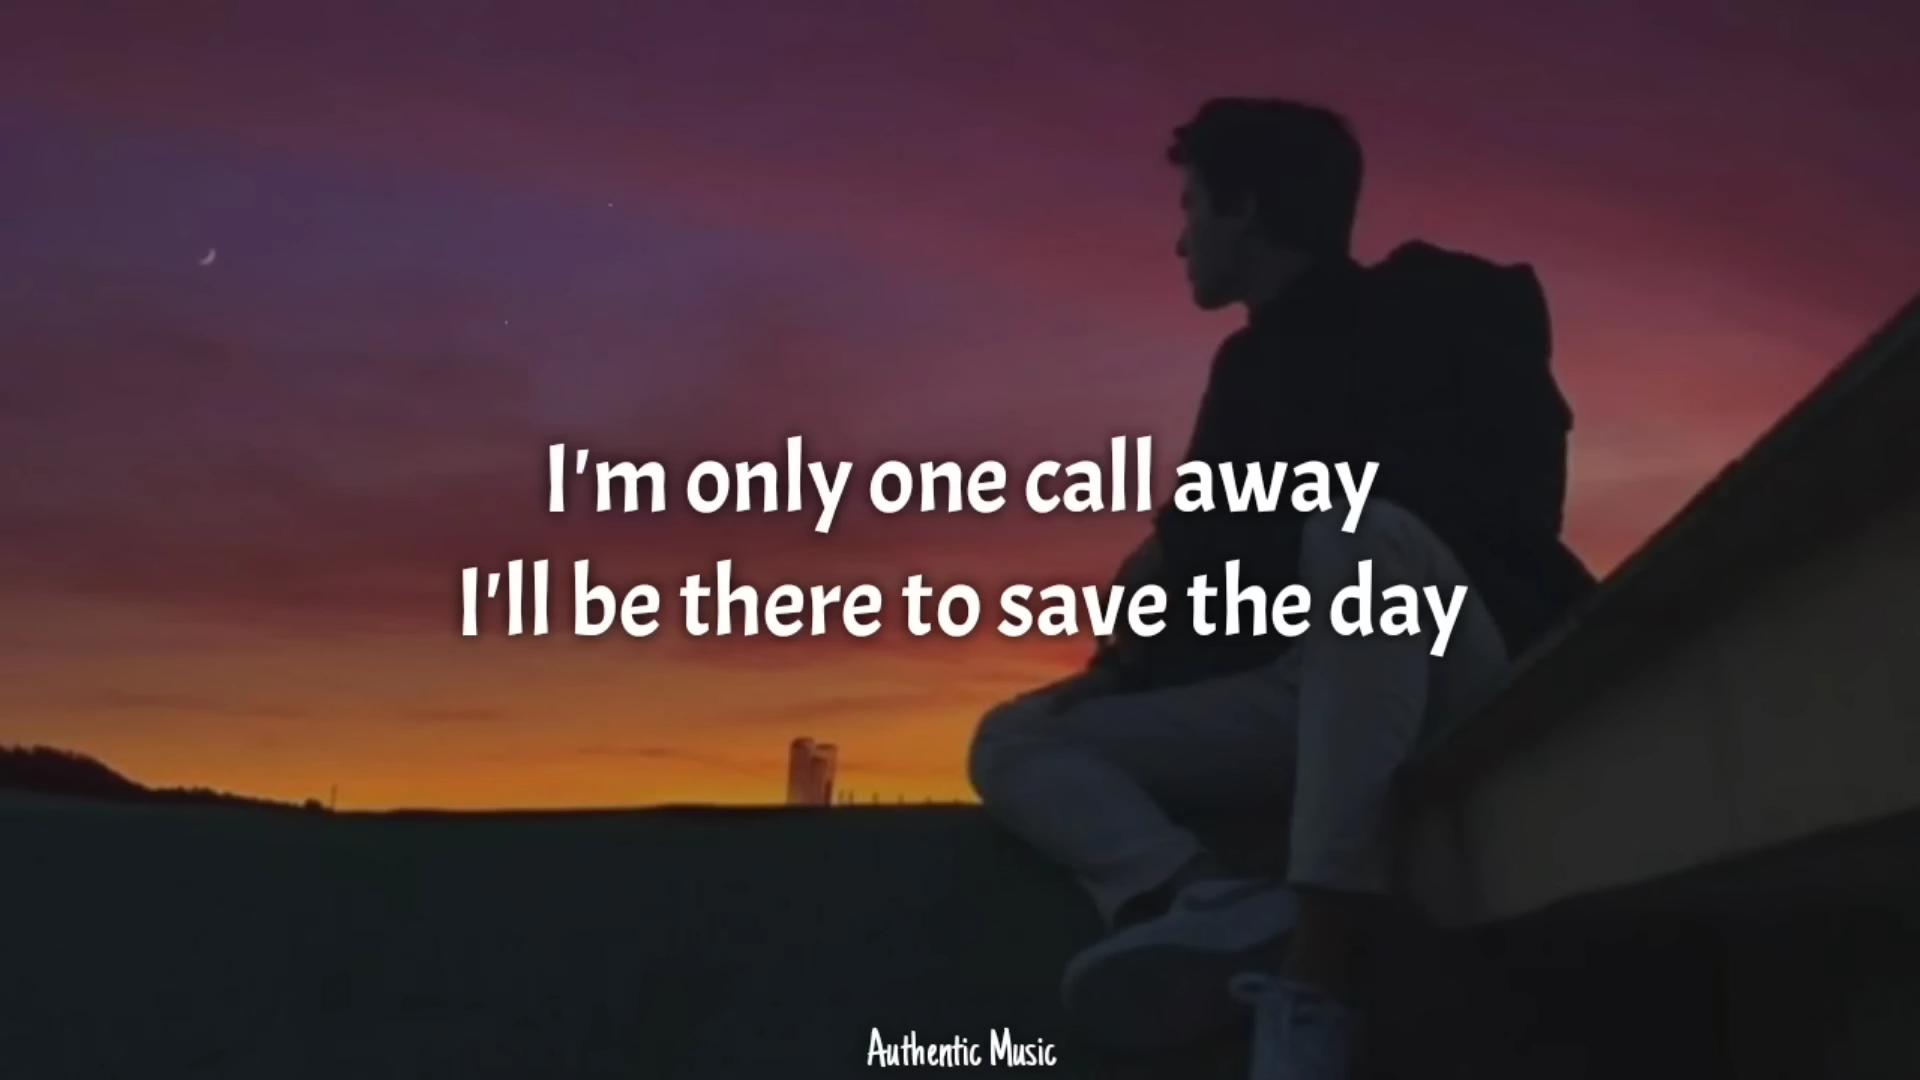 I'm only one call away
I'll be there to save the day
Authentic Music